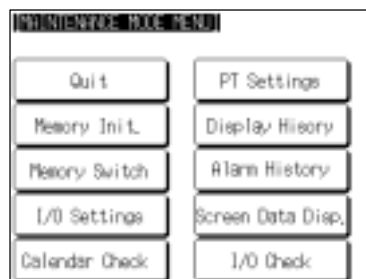 [MAINTENANCE MODE MENU]
Quit
PT Settings
Memory Init.
Display Hisory
Memory Switch
Alarm History
I/O Settings
Screen Data Disp.
Calendar Check
I/O Check